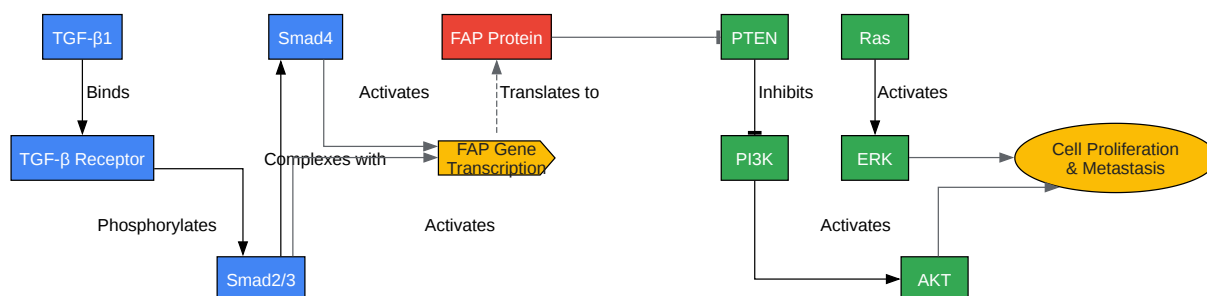 TGF-β1
Smad4
FAP Protein
PTEN
Ras
Binds
Activates
Translates to
Inhibits
Activates
TGF-β Receptor
Complexes with
FAP Gene
Transcription
PI3K
ERK
Cell Proliferation
& Metastasis
Phosphorylates
Activates
Activates
Smad2/3
AKT